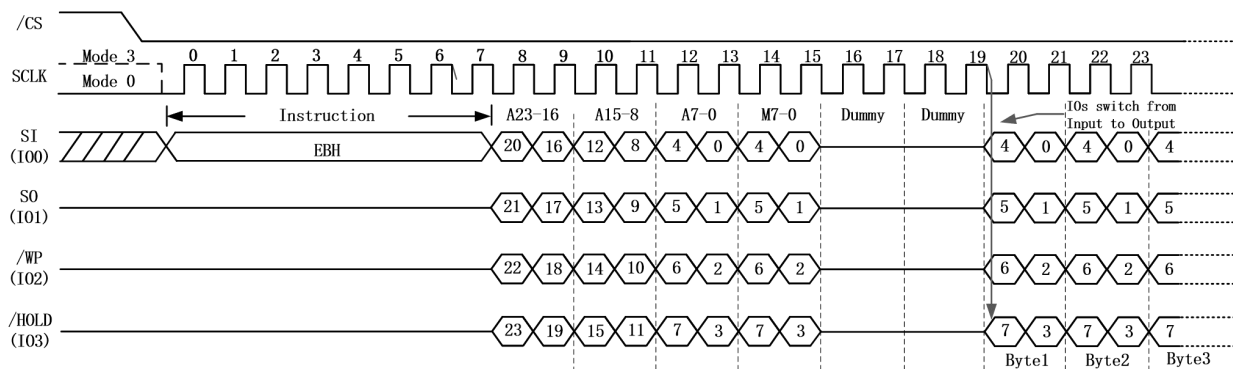 /CS
Mode 3
0 1 2 3 4 5 6 7 8 9 10 11 12 13 14 15 16 17 18 19 20 21 22 23
SCLK
Mode 0
Instruction A23-16 A15-8 A7-0 M7-0 Dummy Dummy
IOs switch from
Input to Output
SI
(IO0)
EBH 20 16 12 8 4 0 4 0 4 0 4 0 4
SO
(IO1)
21 17 13 9 5 1 5 1 5 1 5 1 5
/WP
(IO2)
22 18 14 10 6 2 6 2 6 2 6 2 6
/HOLD
(IO3)
23 19 15 11 7 3 7 3 7 3 7 3 7
Byte1 Byte2 Byte3